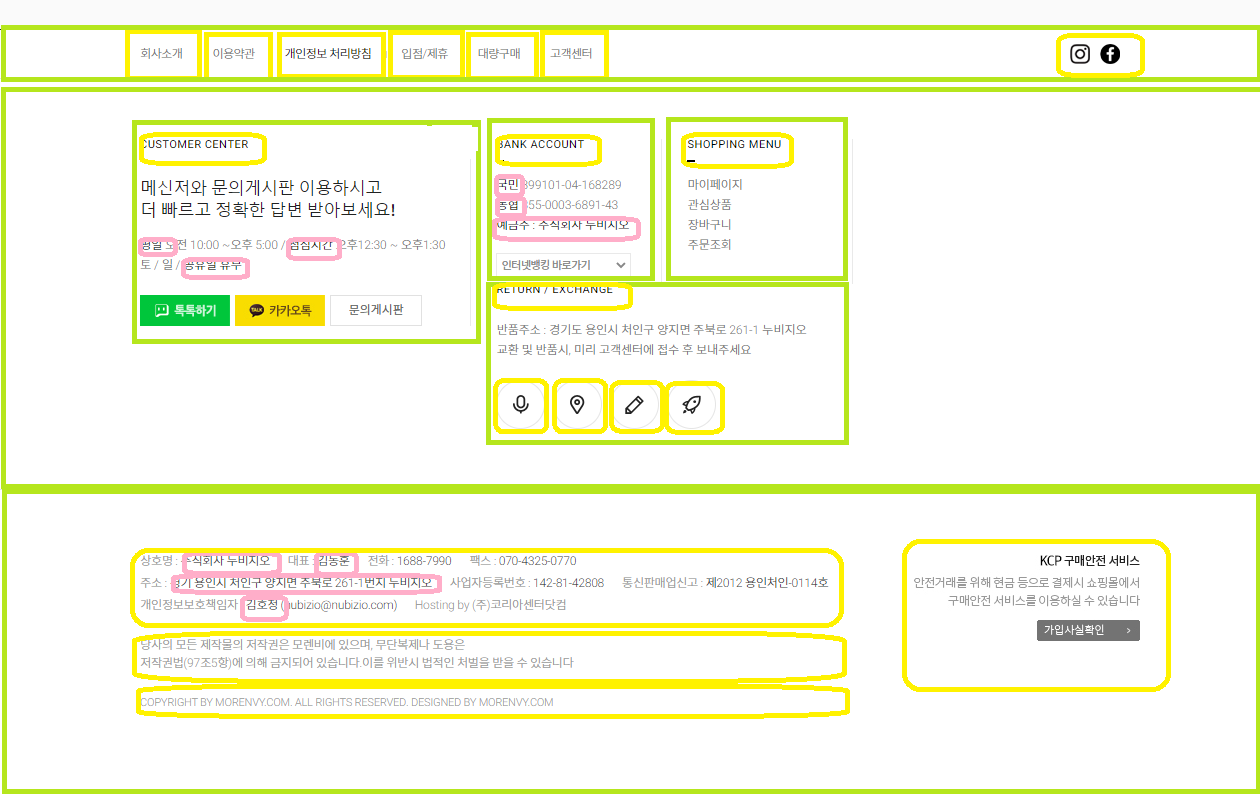 회사소개 이용약관 개인정보 처리방침 입점/제휴 대량구매 고객센터
CUSTOMER CENTER
메신저와 문의게시판 이용하시고
더 빠르고 정확한 답변 받아보세요!
평일 오전 10:00 ~오후 5:00 / 점심시간 오후12:30 ~ 오후1:30
토 / 일 / 공휴일 휴무
톡톡하기 TALK 카카오톡 문의게시판
BANK ACCOUNT
국민 899101-04-168289
농협 355-0003-6891-43
예금주 : 주식회사 누비지오
인터넷뱅킹 바로가기
SHOPPING MENU
마이페이지
관심상품
장바구니
주문조회
RETURN / EXCHANGE
반품주소 : 경기도 용인시 처인구 양지면 주북로 261-1 누비지오
교환 및 반품시, 미리 고객센터에 접수 후 보내주세요
상호명 : 주식회사 누비지오 대표 : 김동훈 전화 : 1688-7990 팩스 : 070-4325-0770
주소 : 경기 용인시 처인구 양지면 주북로 261-1번지 누비지오 사업자등록번호 : 142-81-42808 통신판매업신고 : 제2012 용인처인-0114호
개인정보보호책임자 : 김호정 (nubizio@nubizio.com) Hosting by (주)코리아센터닷컴
당사의 모든 제작물의 저작권은 모렌비에 있으며, 무단복제나 도용은
저작권법(97조5항)에 의해 금지되어 있습니다.이를 위반시 법적인 처벌을 받을 수 있습니다
COPYRIGHT BY MORENVY.COM. ALL RIGHTS RESERVED. DESIGNED BY MORENVY.COM
KCP 구매안전 서비스
안전거래를 위해 현금 등으로 결제시 쇼핑몰에서
구매안전 서비스를 이용하실 수 있습니다
가입사실확인 >